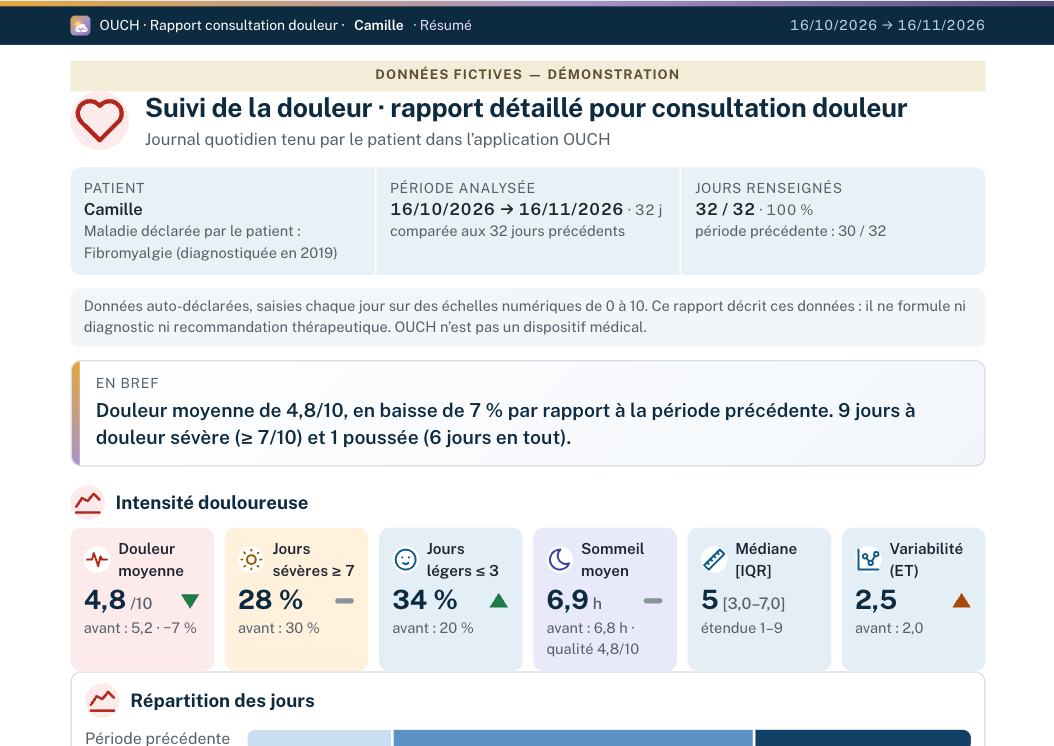 OUCH · Rapport consultation douleur · Camille · Résumé
16/10/2026 → 16/11/2026
DONNÉES FICTIVES — DÉMONSTRATION
Suivi de la douleur · rapport détaillé pour consultation douleur
Journal quotidien tenu par le patient dans l’application OUCH
PATIENT
Camille
Maladie déclarée par le patient :
Fibromyalgie (diagnostiquée en 2019)
PÉRIODE ANALYSÉE
16/10/2026 → 16/11/2026 · 32 j
comparée aux 32 jours précédents
JOURS RENSEIGNÉS
32 / 32 · 100 %
période précédente : 30 / 32
Données auto-déclarées, saisies chaque jour sur des échelles numériques de 0 à 10. Ce rapport décrit ces données : il ne formule ni
diagnostic ni recommandation thérapeutique. OUCH n’est pas un dispositif médical.
EN BREF
Douleur moyenne de 4,8/10, en baisse de 7 % par rapport à la période précédente. 9 jours à
douleur sévère (≥ 7/10) et 1 poussée (6 jours en tout).
Intensité douloureuse
Douleur
moyenne
4,8 /10
avant : 5,2 · −7 %
Jours
sévères ≥ 7
28 %
avant : 30 %
Jours
légers ≤ 3
34 %
avant : 20 %
Sommeil
moyen
6,9 h
avant : 6,8 h ·
qualité 4,8/10
Médiane
[IQR]
5 [3,0–7,0]
étendue 1–9
Variabilité
(ET)
2,5
avant : 2,0
Répartition des jours
Période précédente